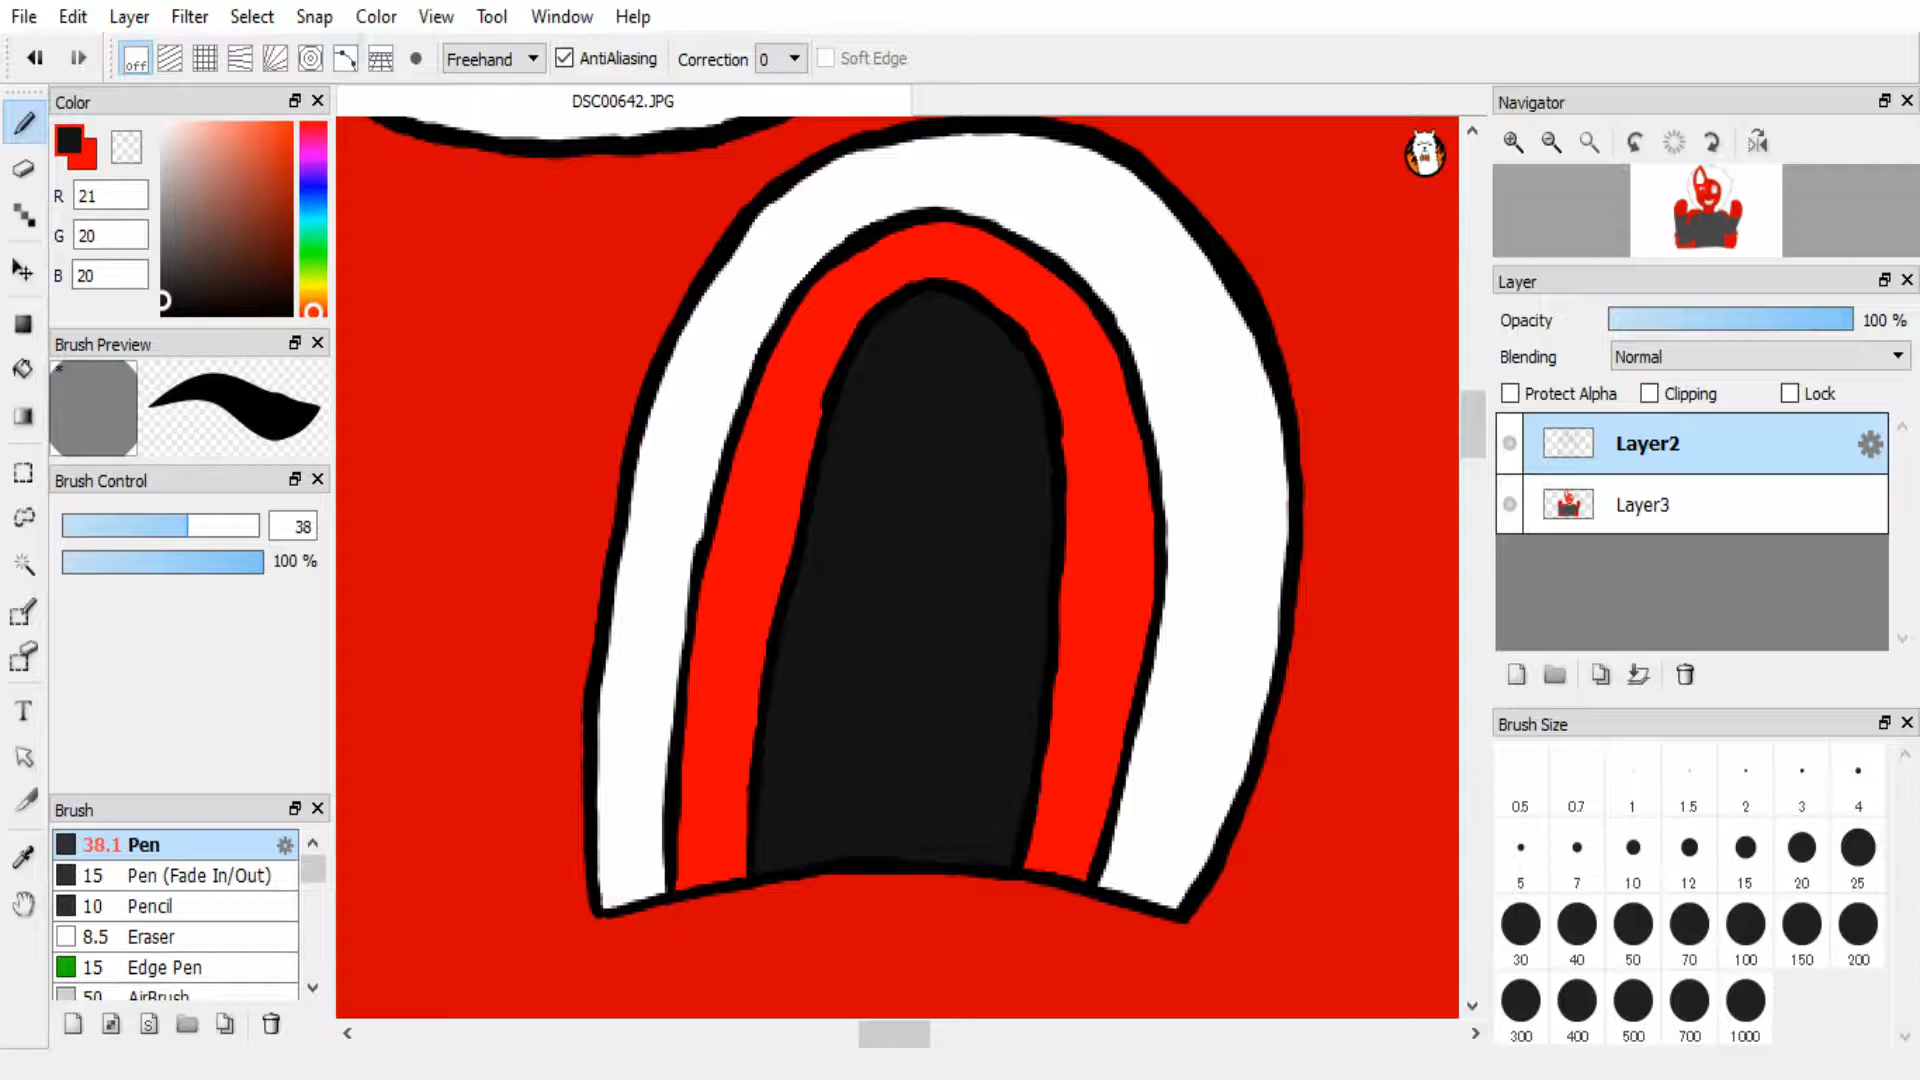 File Edit Layer Filter Select Snap Color View Tool Window Help
off Freehand AntiAliasing Correction 0 Soft Edge
Color
DSC00642.JPG
Navigator
R 21
G 20
B 20
Layer
Opacity 100 %
Brush Preview
Blending Normal
Protect Alpha Clipping Lock
Layer2
Brush Control
Layer3
38
100 %
Brush Size
0.5 0.7 1 1.5 2 3 4
Brush
38.1 Pen
15 Pen (Fade In/Out)
5 7 10 12 15 20 25
10 Pencil
8.5 Eraser
30 40 50 70 100 150 200
15 Edge Pen
50 AirBrush
S
300 400 500 700 1000